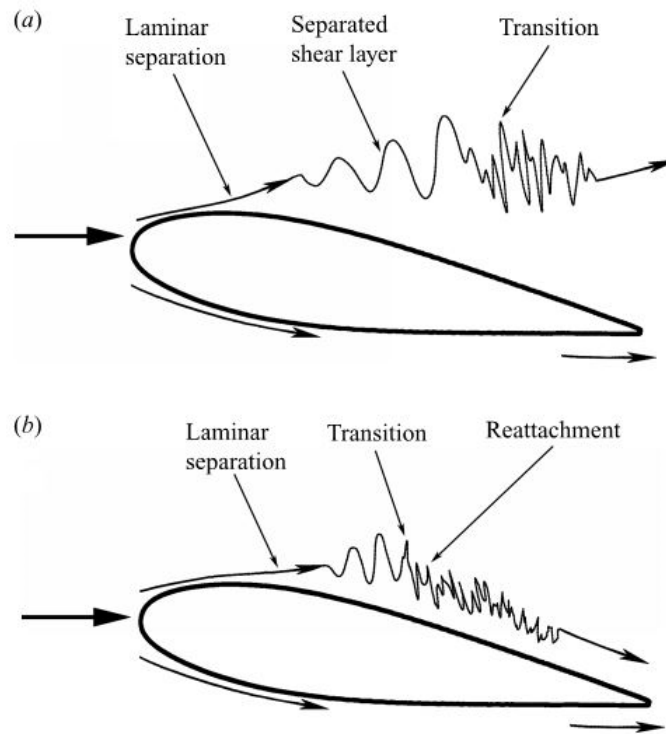 (a)
Laminar
separation
Separated
shear layer
Transition
(b)
Laminar
separation
Transition
Reattachment